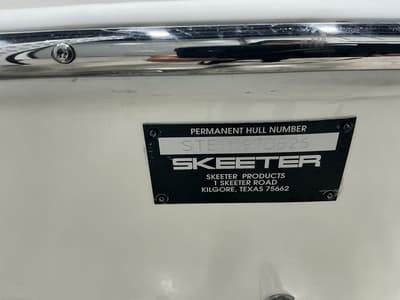 PERMANENT HULL NUMBER
SKEETER
SKEETER PRODUCTS
1 SKEETER ROAD
KILGORE, TEXAS 75662